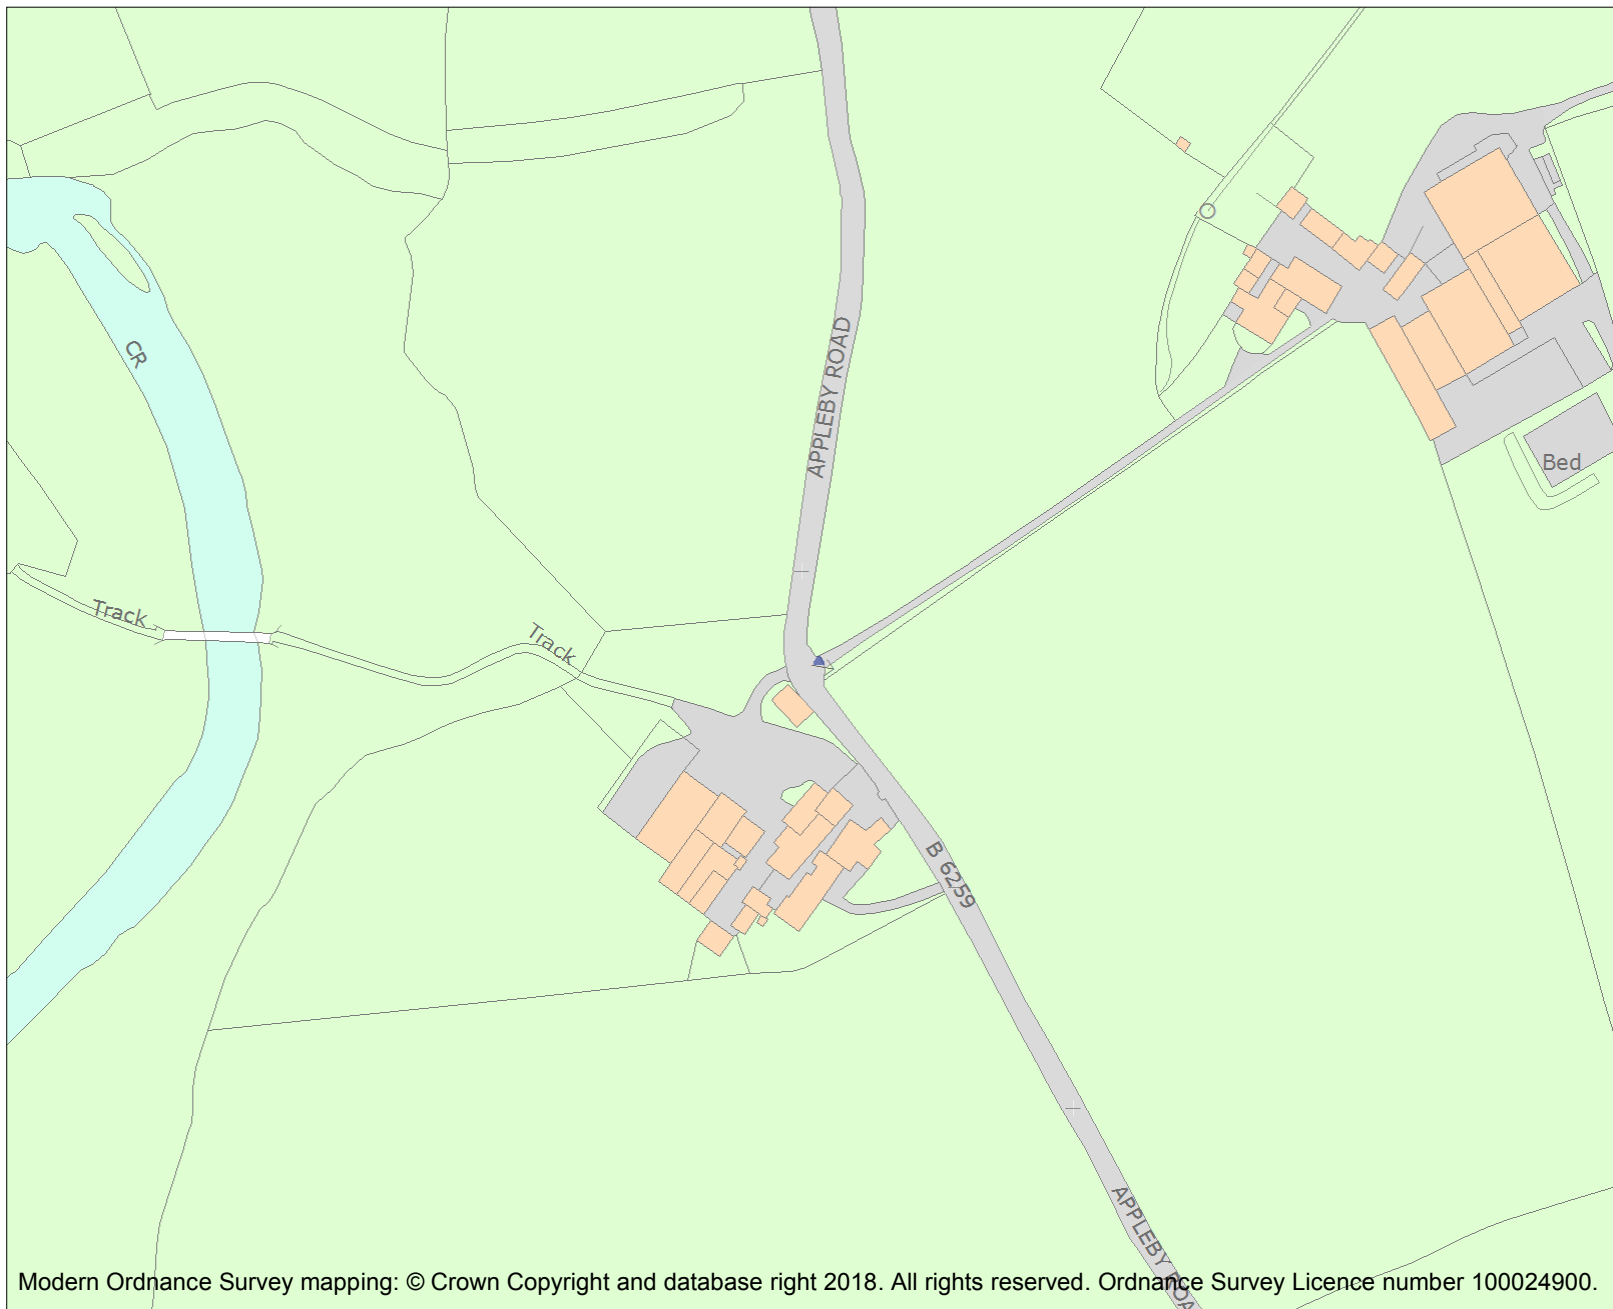 CR
APPLEBY ROAD
Bed
Track
Track
B 6259
APPLEBY ROA
Modern Ordnance Survey mapping: © Crown Copyright and database right 2018. All rights reserved. Ordnance Survey Licence number 100024900.